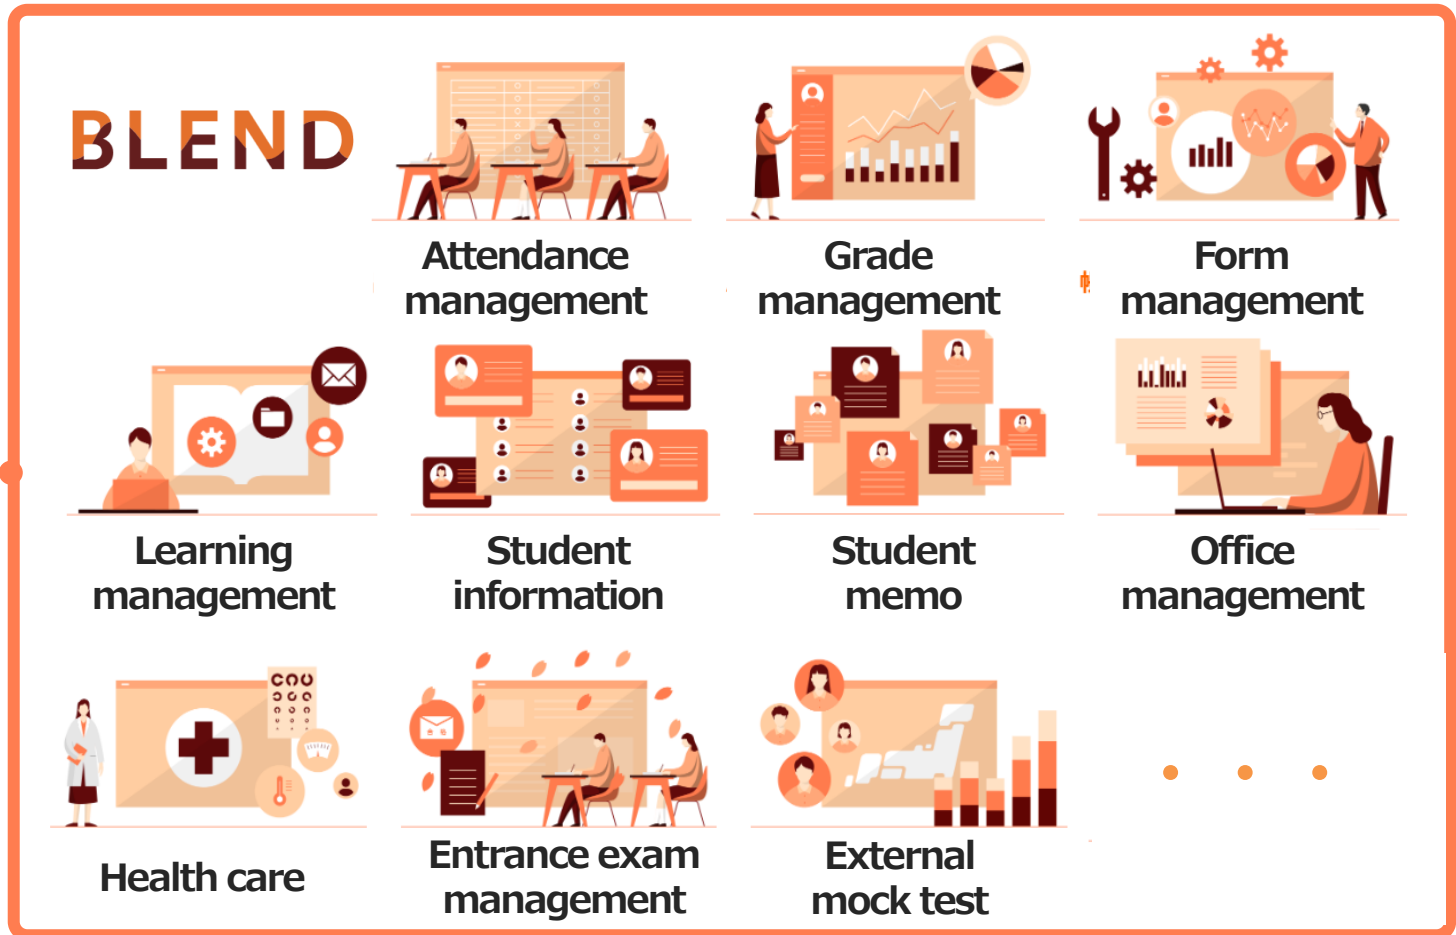 BLEND
Attendance
management
Grade
management
Form
management
Learning
management
Student
information
Student
memo
Office
management
Health care
Entrance exam
management
External
mock test